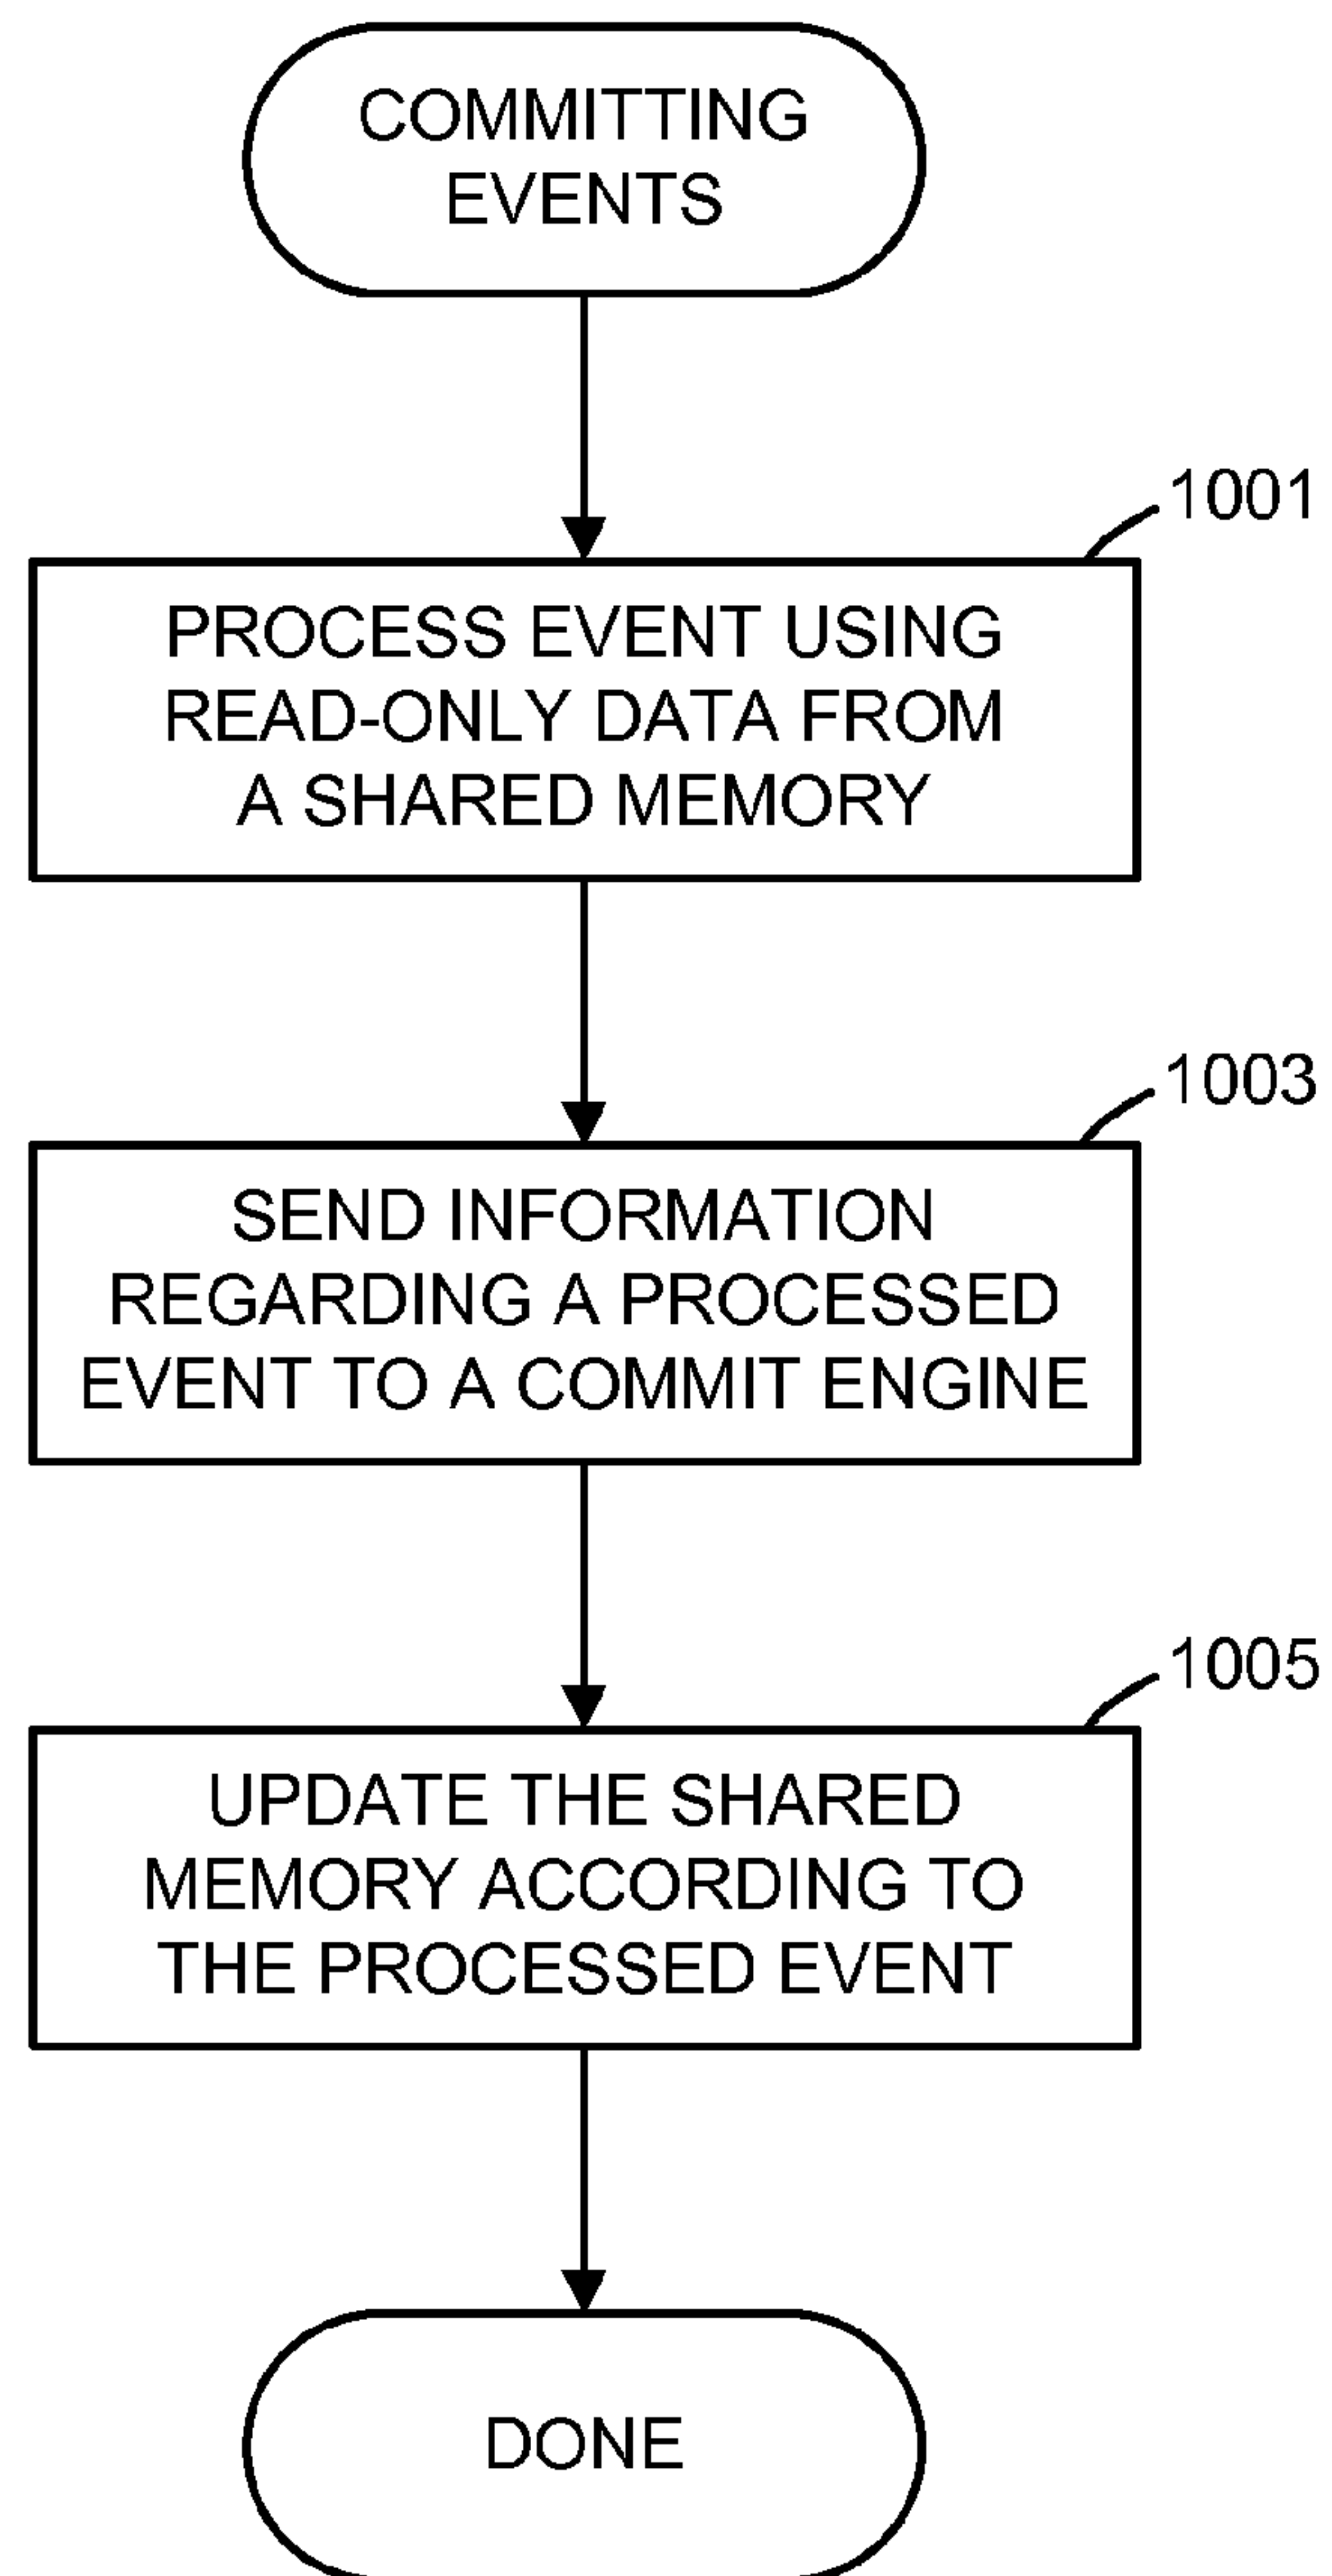 COMMITTING
EVENTS
1001
PROCESS EVENT USING
READ-ONLY DATA FROM
A SHARED MEMORY
1003
SEND INFORMATION
REGARDING A PROCESSED
EVENT TO A COMMIT ENGINE
1005
UPDATE THE SHARED
MEMORY ACCORDING TO
THE PROCESSED EVENT
DONE